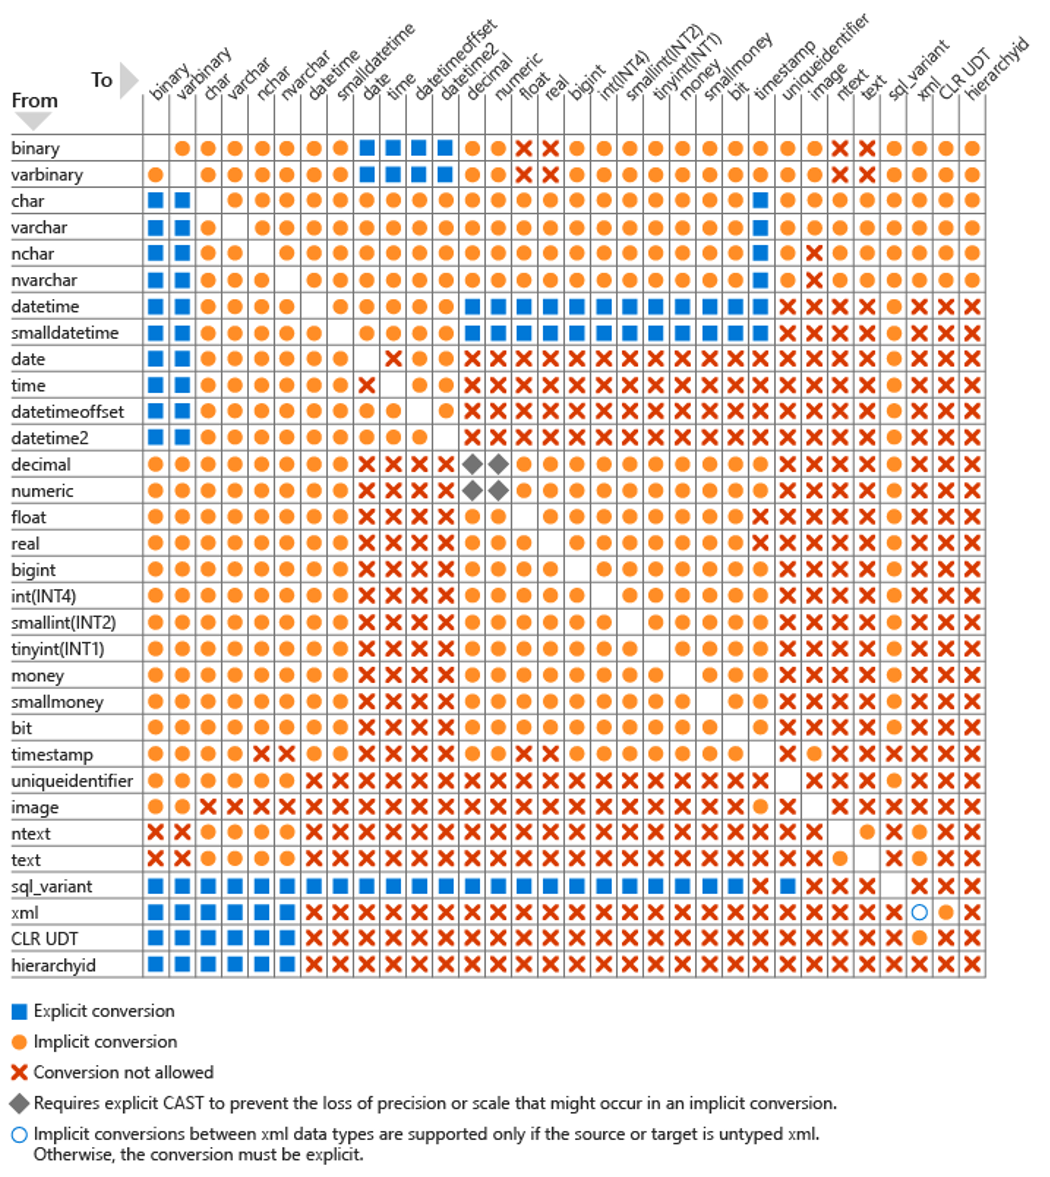 To
From
binary
varbinary
char
varchar
nchar
nvarchar
datetime
smalldatetime
date
time
datetimeoffset
datetime2
decimal
numeric
float
real
bigint
int(INT4)
smallint(INT2)
tinyint(INT1)
money
smallmoney
bit
timestamp
uniqueidentifier
image
ntext
text
sql_variant
xml
CLR UDT
hierarchyid
binary
varbinary
char
varchar
nchar
nvarchar
datetime
smalldatetime
date
time
datetimeoffset
datetime2
decimal
numeric
float
real
bigint
int(INT4)
smallint(INT2)
tinyint(INT1)
money
smallmoney
bit
timestamp
uniqueidentifier
image
ntext
text
sql_variant
xml
CLR UDT
hierarchyid
Explicit conversion
Implicit conversion
Conversion not allowed
Requires explicit CAST to prevent the loss of precision or scale that might occur in an implicit conversion.
Implicit conversions between xml data types are supported only if the source or target is untyped xml.
Otherwise, the conversion must be explicit.